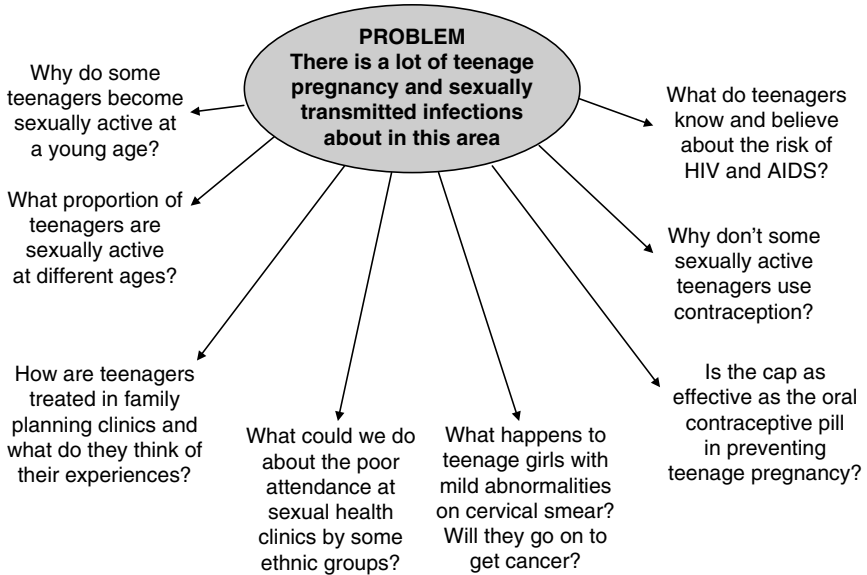 PROBLEM
There is a lot of teenage
pregnancy and sexually
transmitted infections
about in this area
Why do some
teenagers become
sexually active at
a young age?
What proportion of
teenagers are
sexually active
at different ages?
How are teenagers
treated in family
planning clinics and
what do they think of
their experiences?
What could we do
about the poor
attendance at
sexual health
clinics by some
ethnic groups?
What happens to
teenage girls with
mild abnormalities
on cervical smear?
Will they go on to
get cancer?
Is the cap as
effective as the oral
contraceptive pill
in preventing
teenage pregnancy?
Why don't some
sexually active
teenagers use
contraception?
What do teenagers
know and believe
about the risk of
HIV and AIDS?